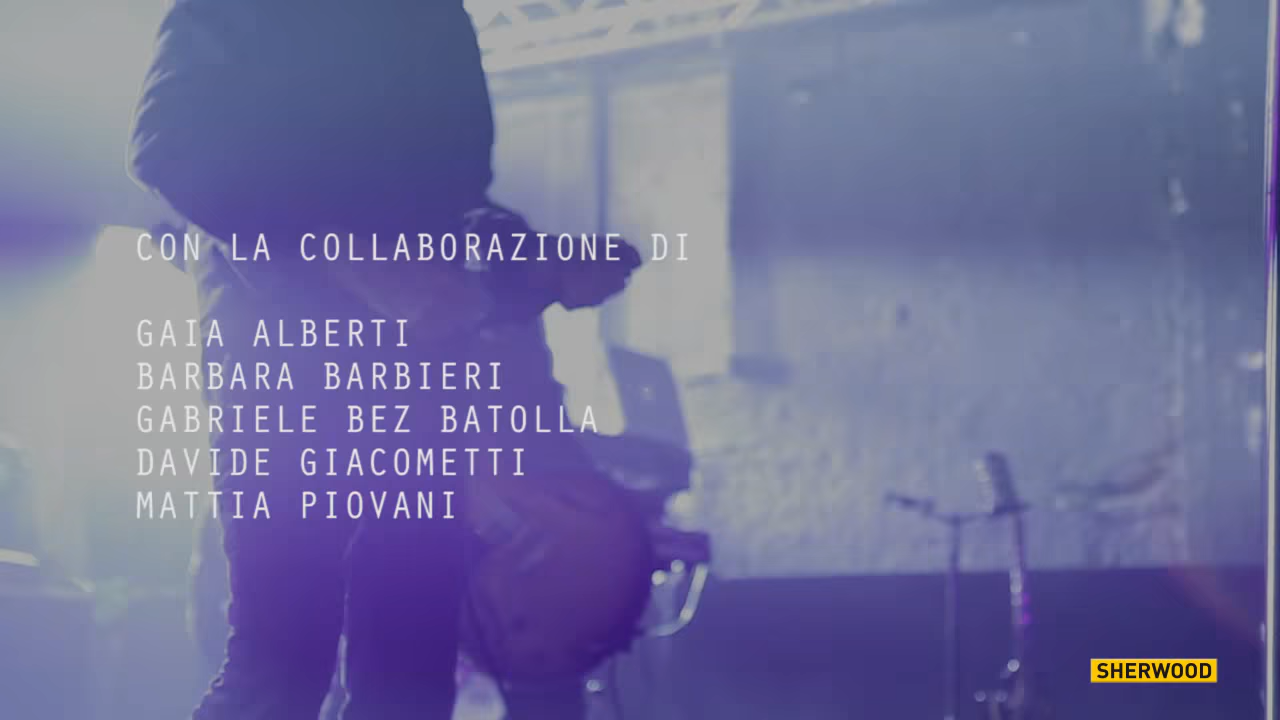 CON LA COLLABORAZIONE DI
GAIA ALBERTI
BARBARA BARBIERI
GABRIELE BEZ BATOLLA
DAVIDE GIACOMETTI
MATTIA PIOVANI
SHERWOOD